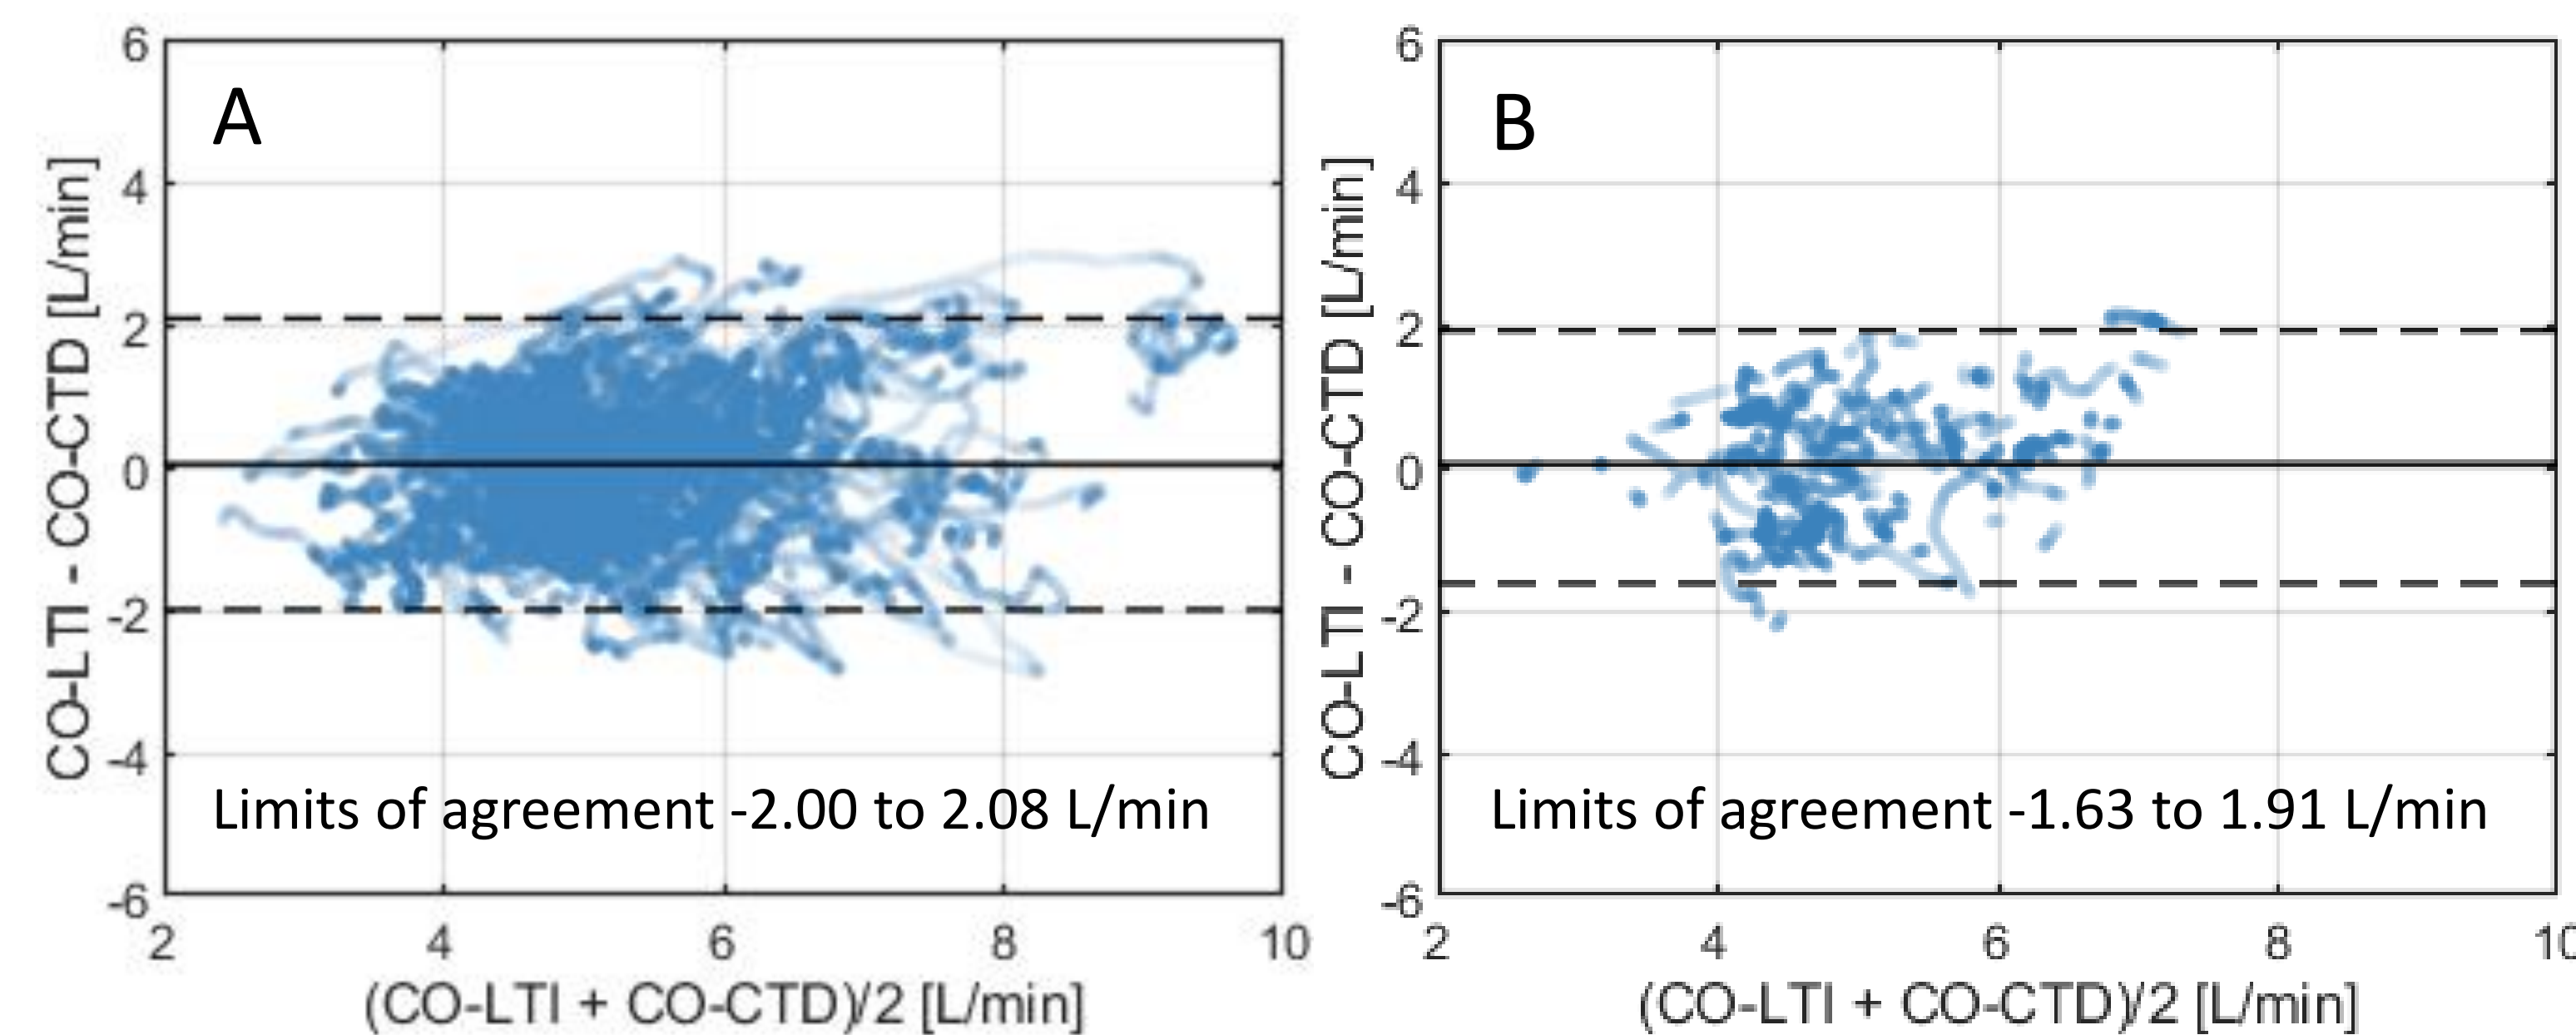 A
6
4
2
0
-2
-4
-6
CO-LTI - CO-CTD [L/min]
Limits of agreement -2.00 to 2.08 L/min
2 4 6 8 10
(CO-LTI + CO-CTD)/2 [L/min]
B
6
4
2
0
-2
-4
-6
CO-LTI - CO-CTD [L/min]
Limits of agreement -1.63 to 1.91 L/min
2 4 6 8 10
(CO-LTI + CO-CTD)/2 [L/min]